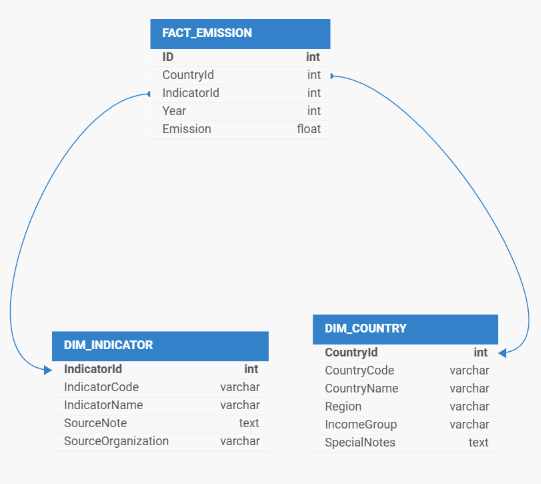 FACT_EMISSION
ID int
CountryId int
IndicatorId int
Year int
Emission float
DIM_INDICATOR
IndicatorId int
IndicatorCode varchar
IndicatorName varchar
SourceNote text
SourceOrganization varchar
DIM_COUNTRY
CountryId int
CountryCode varchar
CountryName varchar
Region varchar
IncomeGroup varchar
SpecialNotes text